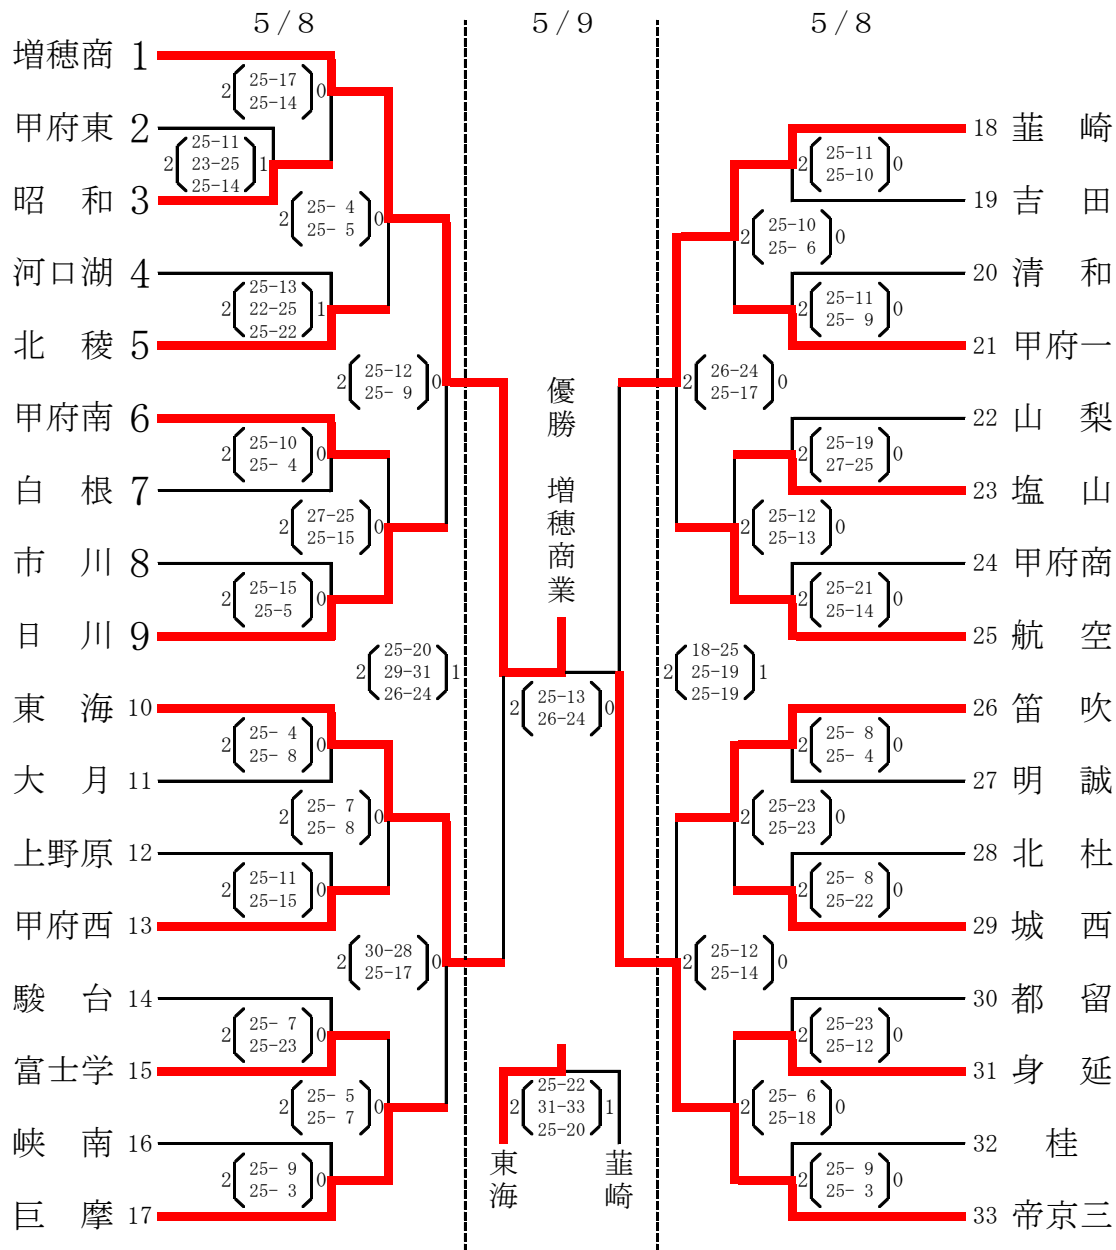 5/8
5/9
5/8
増穂商 1
2 25-17 0
25-14
甲府東 2
2 25-11 1
23-25
25-14
昭 和 3
2 25- 4 0
25- 5
河口湖 4
2 25-13 1
22-25
25-22
北 稜 5
2 25-12 0
25- 9
甲府南 6
2 25-10 0
25- 4
白 根 7
2 27-25 0
25-15
市 川 8
2 25-15 0
25-5
日 川 9
2 25-20 1
29-31
26-24
東 海 10
2 25- 4 0
25- 8
大 月 11
2 25- 7 0
25- 8
上野原 12
2 25-11 0
25-15
甲府西 13
2 30-28 0
25-17
駿 台 14
2 25- 7 0
25-23
富士学 15
2 25- 5 0
25- 7
峡 南 16
2 25- 9 0
25- 3
巨 摩 17
優勝 増穂商業
2 25-13 0
26-24
2 25-22 1
31-33
25-20
東海
韮崎
18 韮 崎
2 25-11 0
25-10
19 吉 田
2 25-10 0
25- 6
20 清 和
2 25-11 0
25- 9
21 甲府一
2 26-24 0
25-17
22 山 梨
2 25-19 0
27-25
23 塩 山
2 25-12 0
25-13
24 甲府商
2 25-21 0
25-14
25 航 空
2 18-25 1
25-19
25-19
26 笛 吹
2 25- 8 0
25- 4
27 明 誠
2 25-23 0
25-23
28 北 杜
2 25- 8 0
25-22
29 城 西
2 25-12 0
25-14
30 都 留
2 25-23 0
25-12
31 身 延
2 25- 6 0
25-18
32 桂
2 25- 9 0
25- 3
33 帝京三